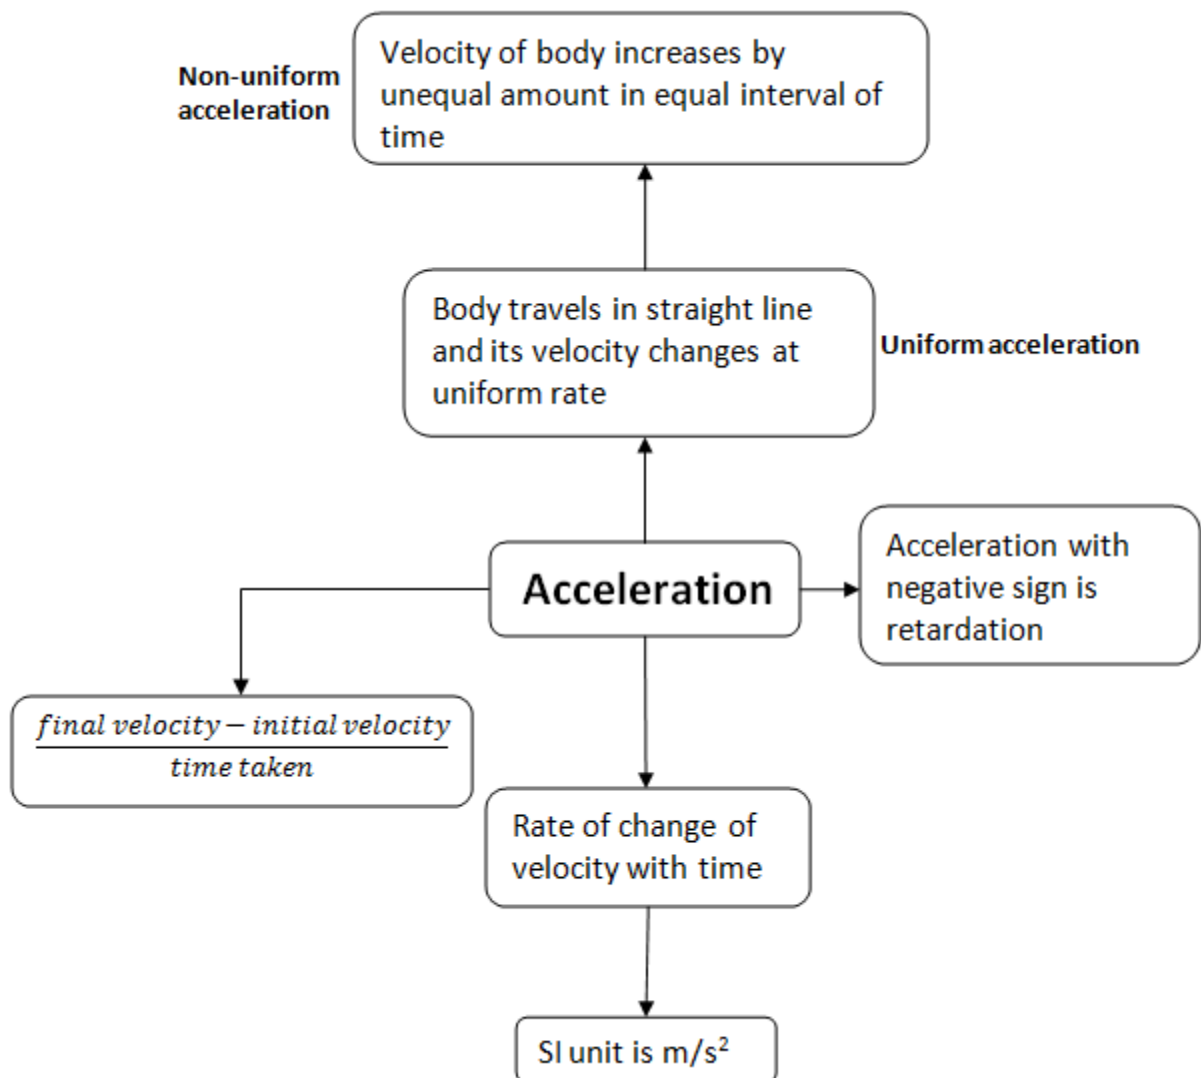 Non-uniform
acceleration
Velocity of body increases by
unequal amount in equal interval of
time
Body travels in straight line
and its velocity changes at
uniform rate
Uniform acceleration
Acceleration
Acceleration with
negative sign is
retardation
final velocity − initial velocity
time taken
Rate of change of
velocity with time
SI unit is m/s²